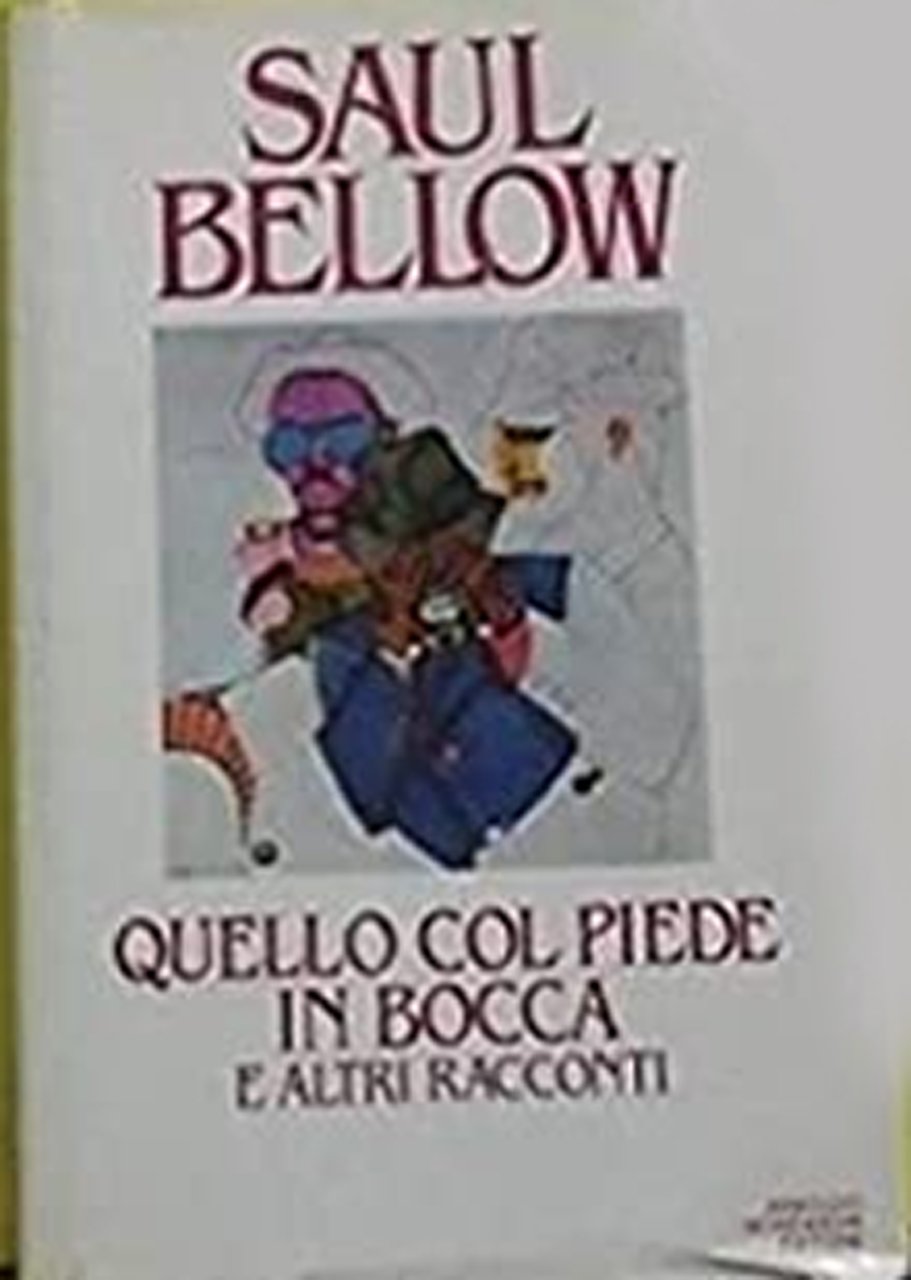 SAUL
BELLOW
QUELLO COL PIEDE
IN BOCCA
E ALTRI RACCONTI